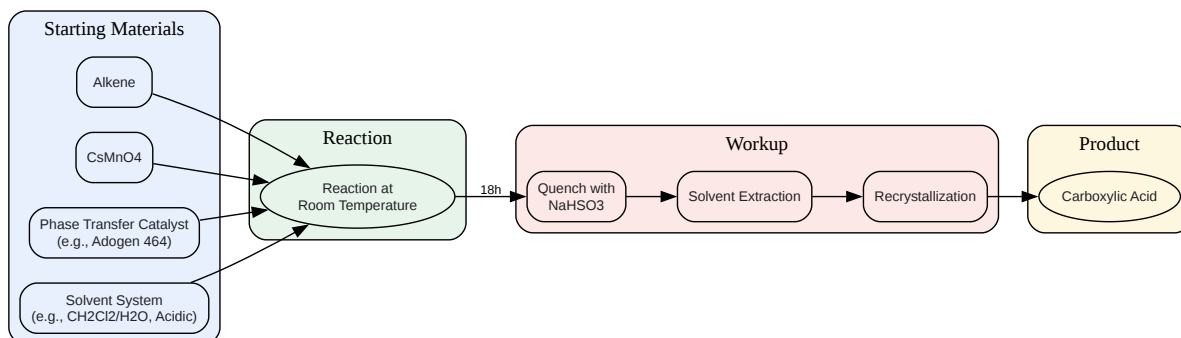 Starting Materials
Alkene
CsMnO4
Phase Transfer Catalyst
(e.g., Adogen 464)
Solvent System
(e.g., CH2Cl2/H2O, Acidic)
Reaction
Reaction at
Room Temperature
18h
Workup
Quench with
NaHSO3
Solvent Extraction
Recrystallization
Product
Carboxylic Acid